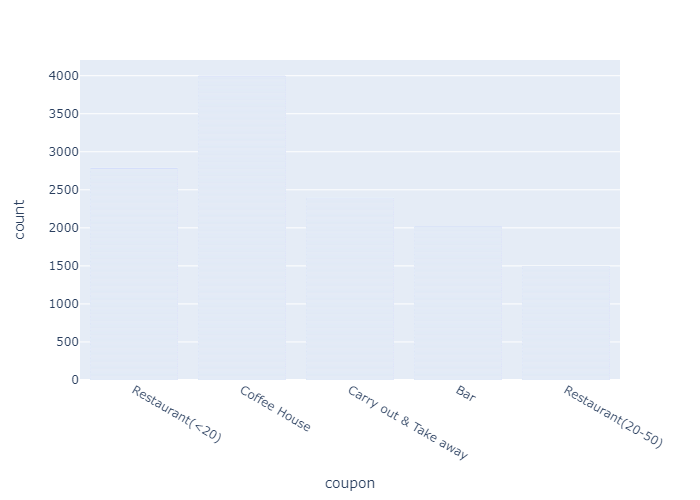 4000
3500
3000
2500
2000
1500
1000
500
0
count
Restaurant(<20)
Coffee House
Carry out & Take away
Bar
Restaurant(20-50)
coupon